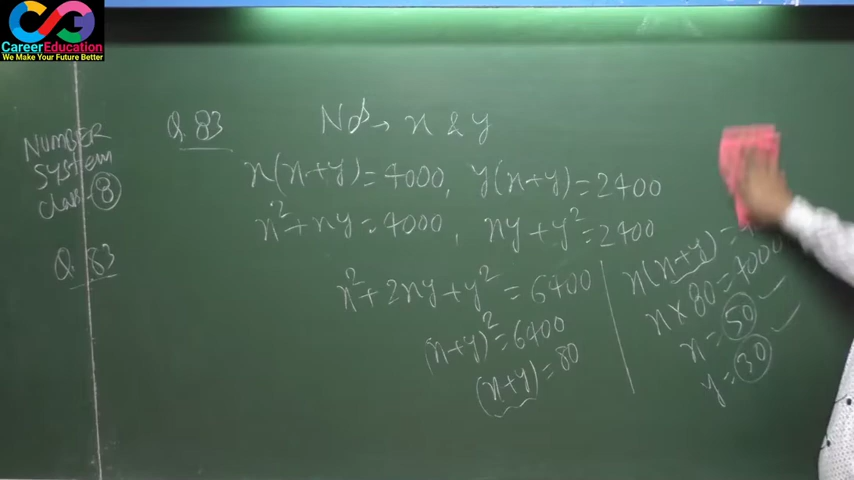 CG
CareerEducation
We Make Your Future Better
NUMBER
System
class-8
Q. 83
Q. 83
Nos → x & y
x(x+y)=4000, y(x+y)=2400
x²+xy=4000, xy+y²=2400
x²+2xy+y²=6400
(x+y)²=6400
(x+y)=80
x(x+y)=
x×80=4000
x=50 ✓
y=30 ✓